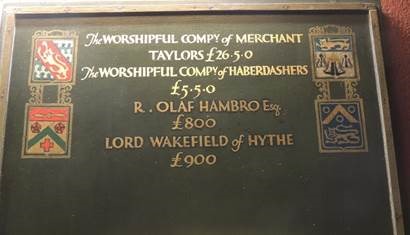 The WORSHIPFUL COMPY of MERCHANT
TAYLORS £26.5.0
The WORSHIPFUL COMPY of HABERDASHERS
£5.5.0
R. OLAF HAMBRO Esq.
£800
LORD WAKEFIELD of HYTHE
£900